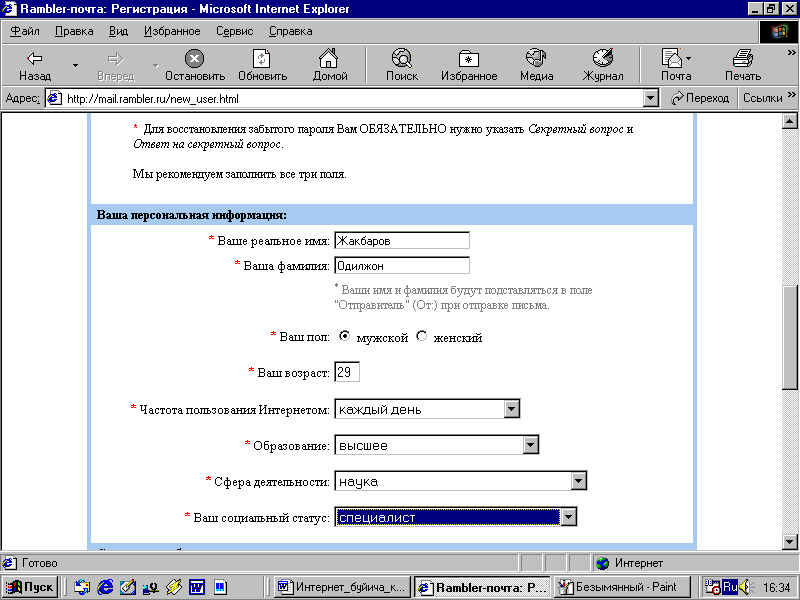 Rambler-почта: Регистрация - Microsoft Internet Explorer
Файл Правка Вид Избранное Сервис Справка
Назад Вперед Остановить Обновить Домой Поиск Избранное Медиа Журнал Почта Печать »
Адрес: http://mail.rambler.ru/new_user.html Переход Ссылки »
* Для восстановления забытого пароля Вам ОБЯЗАТЕЛЬНО нужно указать Секретный вопрос и
Ответ на секретный вопрос.
Мы рекомендуем заполнить все три поля.
Ваша персональная информация:
* Ваше реальное имя: Жакбаров
* Ваша фамилия: Одилжон
* Ваши имя и фамилия будут подставляться в поле
"Отправитель" (От:) при отправке письма.
* Ваш пол: мужской женский
* Ваш возраст: 29
* Частота пользования Интернетом: каждый день
* Образование: высшее
* Сфера деятельности: наука
* Ваш социальный статус: специалист
Готово Интернет
Пуск Интернет_буйича_к... Rambler-почта: Р... Безымянный - Paint Ru 16:34